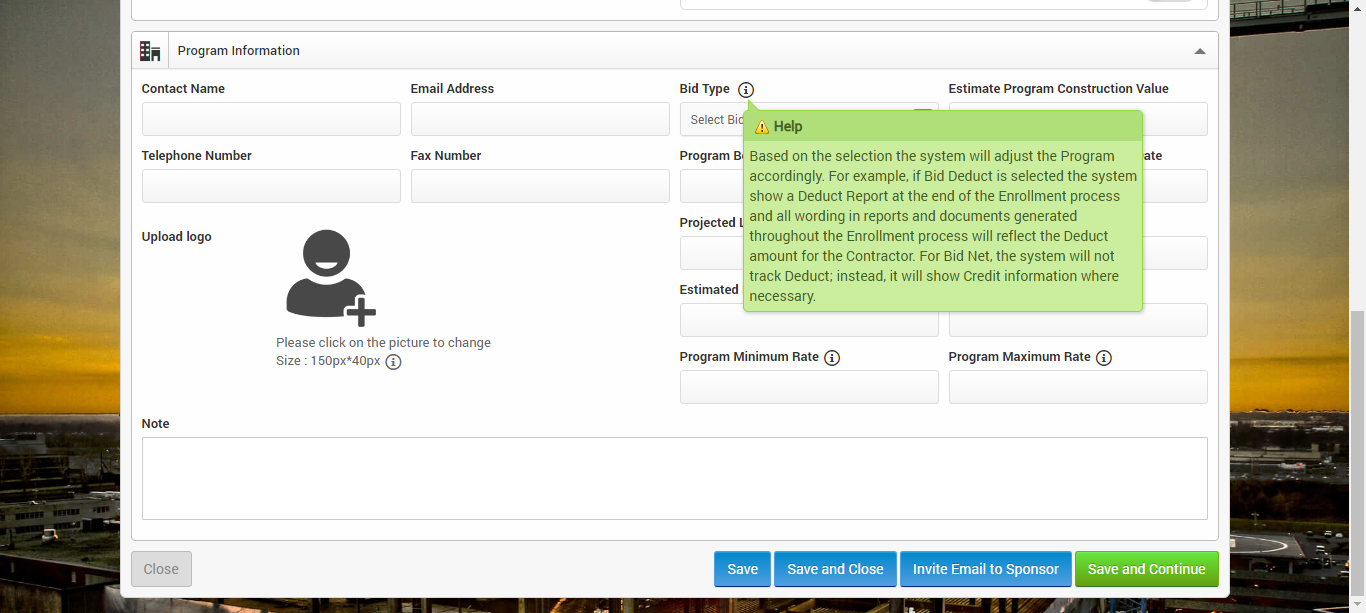 Program Information
Contact Name
Email Address
Bid Type
Estimate Program Construction Value
Select Bid
Help
Based on the selection the system will adjust the Program
accordingly. For example, if Bid Deduct is selected the system
show a Deduct Report at the end of the Enrollment process
and all wording in reports and documents generated
throughout the Enrollment process will reflect the Deduct
amount for the Contractor. For Bid Net, the system will not
track Deduct; instead, it will show Credit information where
necessary.
Telephone Number
Fax Number
Program
Upload logo
Projected
Estimated
Please click on the picture to change
Size : 150px*40px
Program Minimum Rate
Program Maximum Rate
Note
Close
Save
Save and Close
Invite Email to Sponsor
Save and Continue